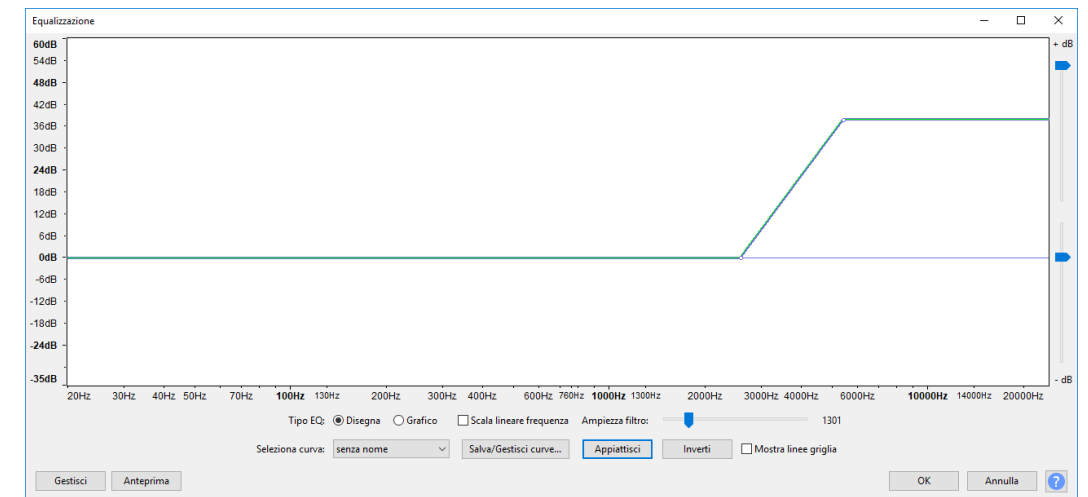 Equalizzazione
60dB
+ dB
54dB
48dB
42dB
36dB
30dB
24dB
18dB
12dB
6dB
0dB
-6dB
-12dB
-18dB
-24dB
-35dB
- dB
20Hz 30Hz 40Hz 50Hz 70Hz 100Hz 130Hz 200Hz 300Hz 400Hz 600Hz 760Hz 1000Hz 1300Hz 2000Hz 3000Hz 4000Hz 6000Hz 10000Hz 14000Hz 20000Hz
Tipo EQ: Disegna Grafico Scala lineare frequenza Ampiezza filtro: 1301
Seleziona curva: senza nome Salva/Gestisci curve... Appiattisci Inverti Mostra linee griglia
Gestisci Anteprima OK Annulla ?